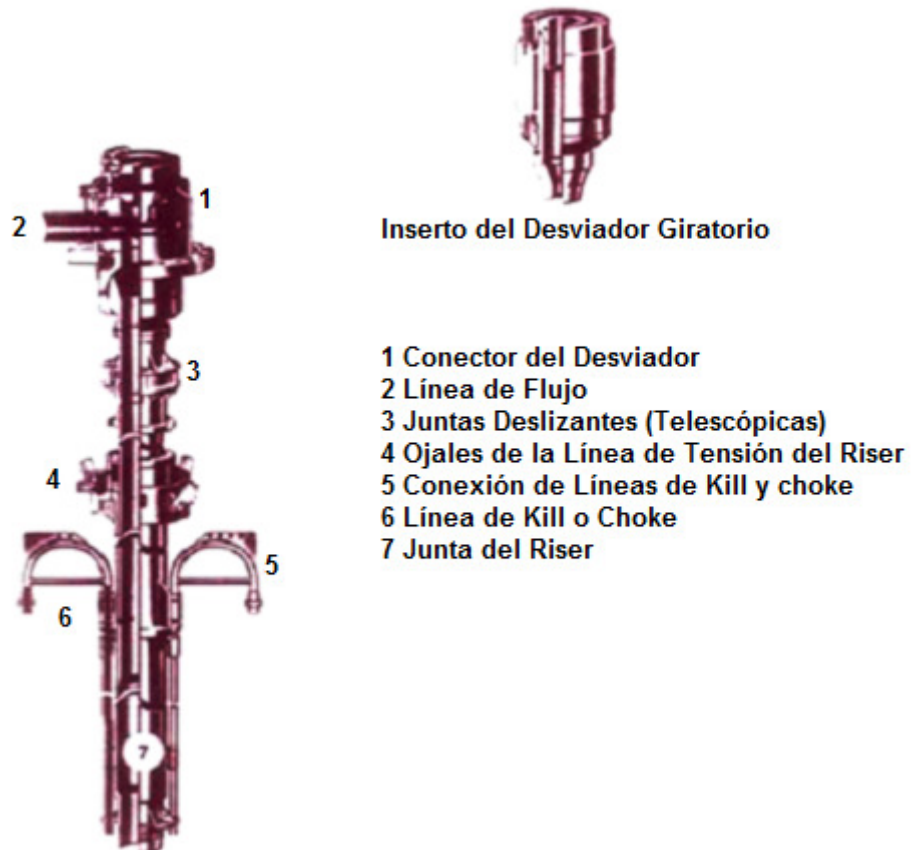 Inserto del Desviador Giratorio
1
2
3
4
5
6
7
1 Conector del Desviador
2 Línea de Flujo
3 Juntas Deslizantes (Telescópicas)
4 Ojales de la Línea de Tensión del Riser
5 Conexión de Líneas de Kill y choke
6 Línea de Kill o Choke
7 Junta del Riser